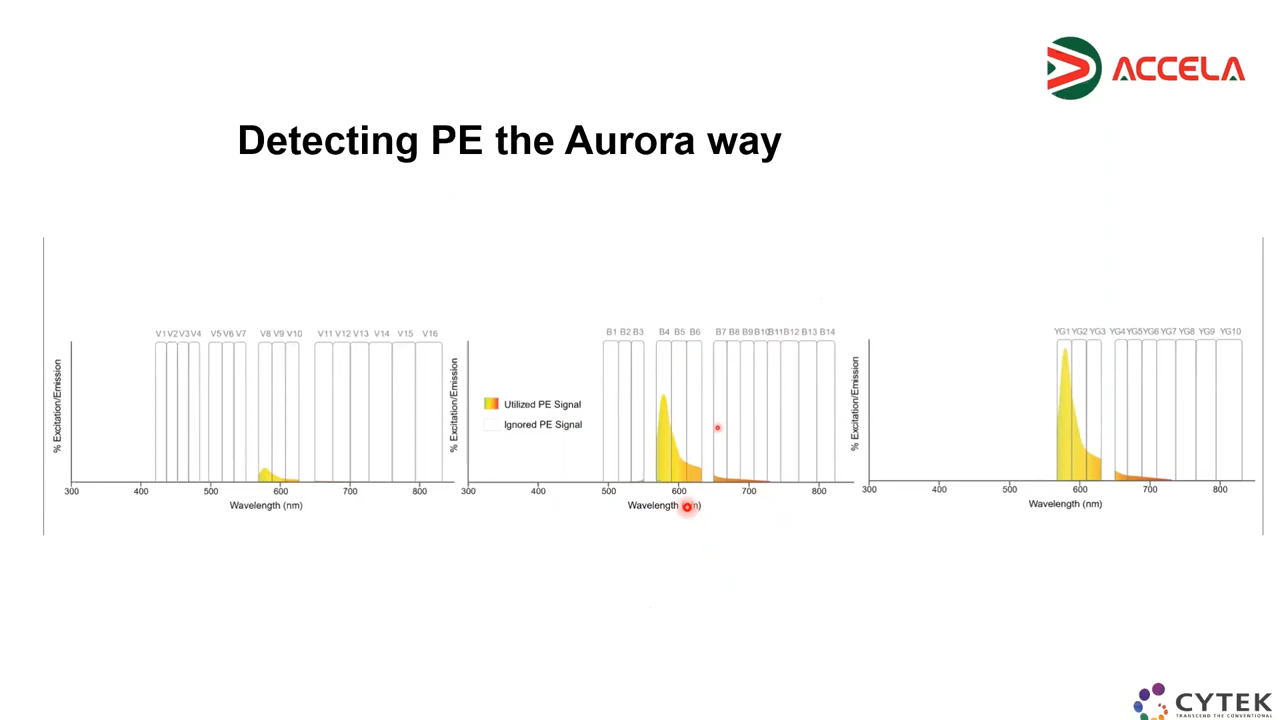 ACCELA
Detecting PE the Aurora way
V1 V2 V3 V4 V5 V6 V7 V8 V9 V10 V11 V12 V13 V14 V15 V16
% Excitation/Emission
300 400 500 600 700 800
Wavelength (nm)
B1 B2 B3 B4 B5 B6 B7 B8 B9 B10 B11 B12 B13 B14
% Excitation/Emission
Utilized PE Signal
Ignored PE Signal
300 400 500 600 700 800
Wavelength (nm)
YG1 YG2 YG3 YG4 YG5 YG6 YG7 YG8 YG9 YG10
% Excitation/Emission
300 400 500 600 700 800
Wavelength (nm)
CYTEK
TRANSCEND THE CONVENTIONAL